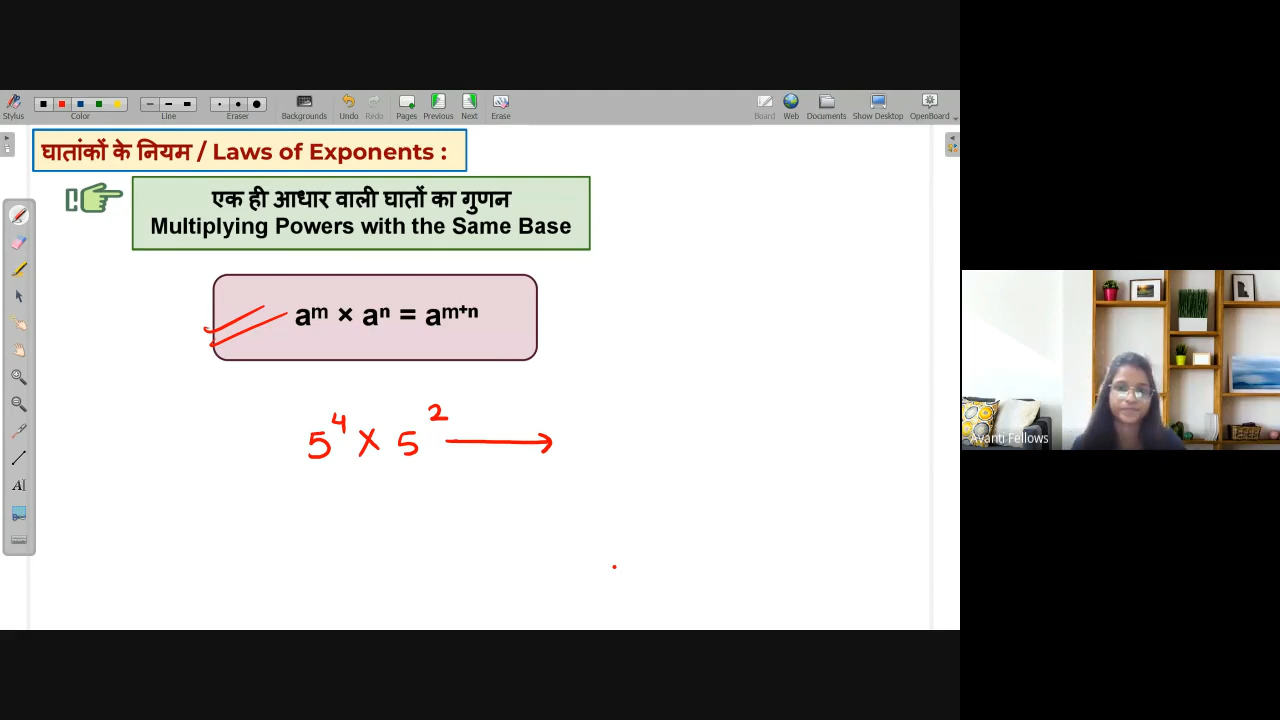 Stylus Color Line Eraser Backgrounds Undo Redo Pages Previous Next Erase Board Web Documents Show Desktop OpenBoard
घातांकों के नियम / Laws of Exponents :
एक ही आधार वाली घातों का गुणन
Multiplying Powers with the Same Base
aᵐ × aⁿ = aᵐ⁺ⁿ
5⁴ × 5² →
Avanti Fellows